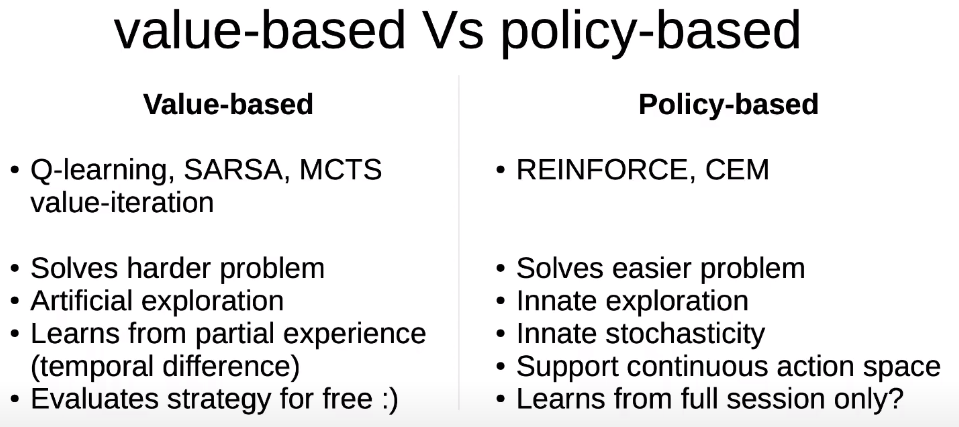 value-based Vs policy-based
Value-based
• Q-learning, SARSA, MCTS
value-iteration
• Solves harder problem
• Artificial exploration
• Learns from partial experience
(temporal difference)
• Evaluates strategy for free :)
Policy-based
• REINFORCE, CEM
• Solves easier problem
• Innate exploration
• Innate stochasticity
• Support continuous action space
• Learns from full session only?